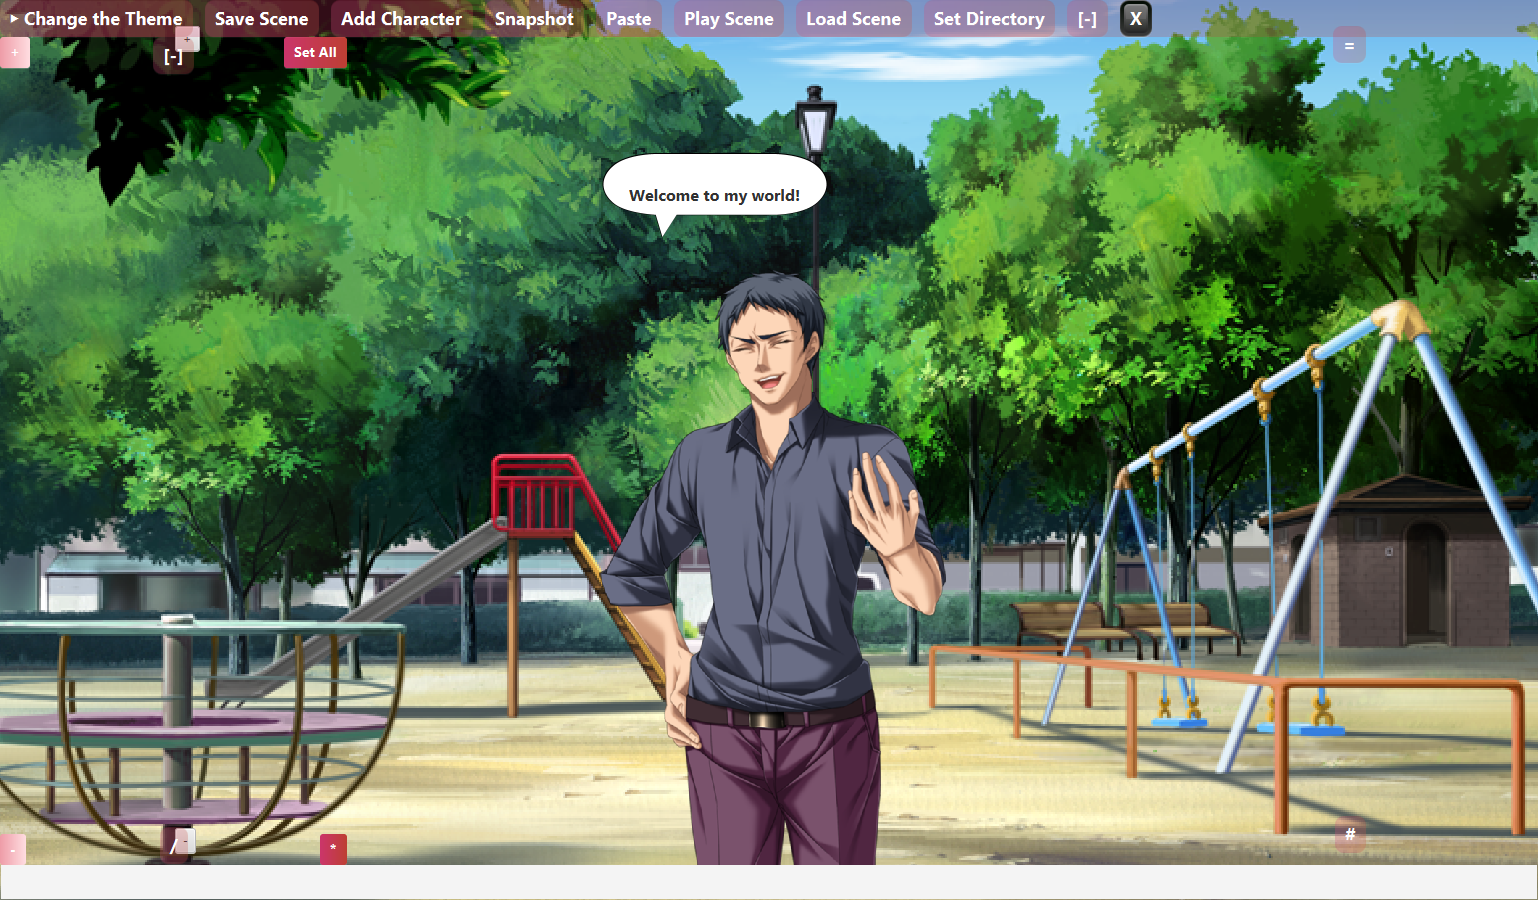 ▸ Change the Theme Save Scene Add Character Snapshot Paste Play Scene Load Scene Set Directory [-] X
+ [-] + Set All =
Welcome to my world!
- / - * #